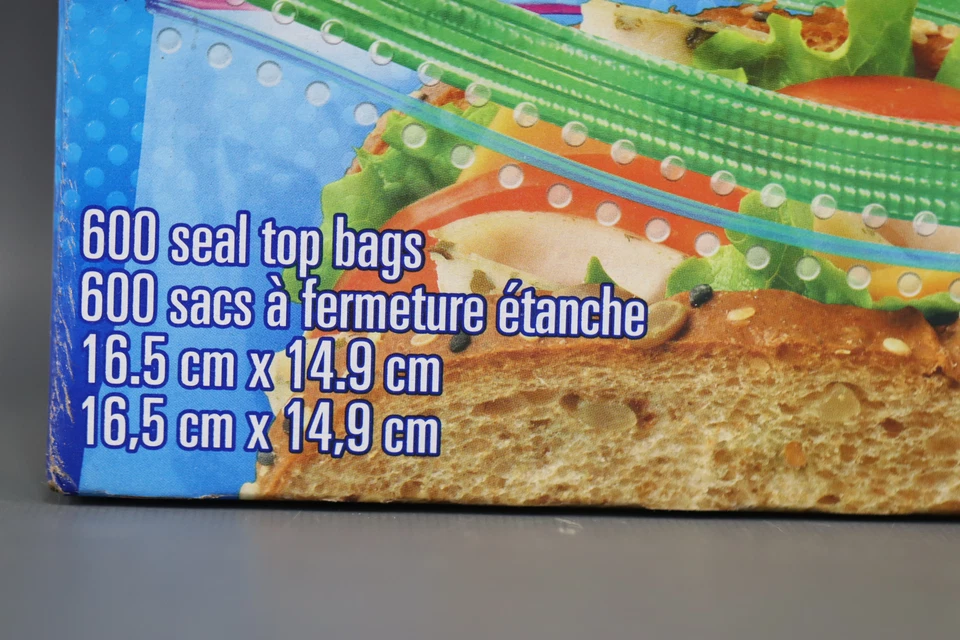 600 seal top bags
600 sacs à fermeture étanche
16.5 cm x 14.9 cm
16,5 cm x 14,9 cm